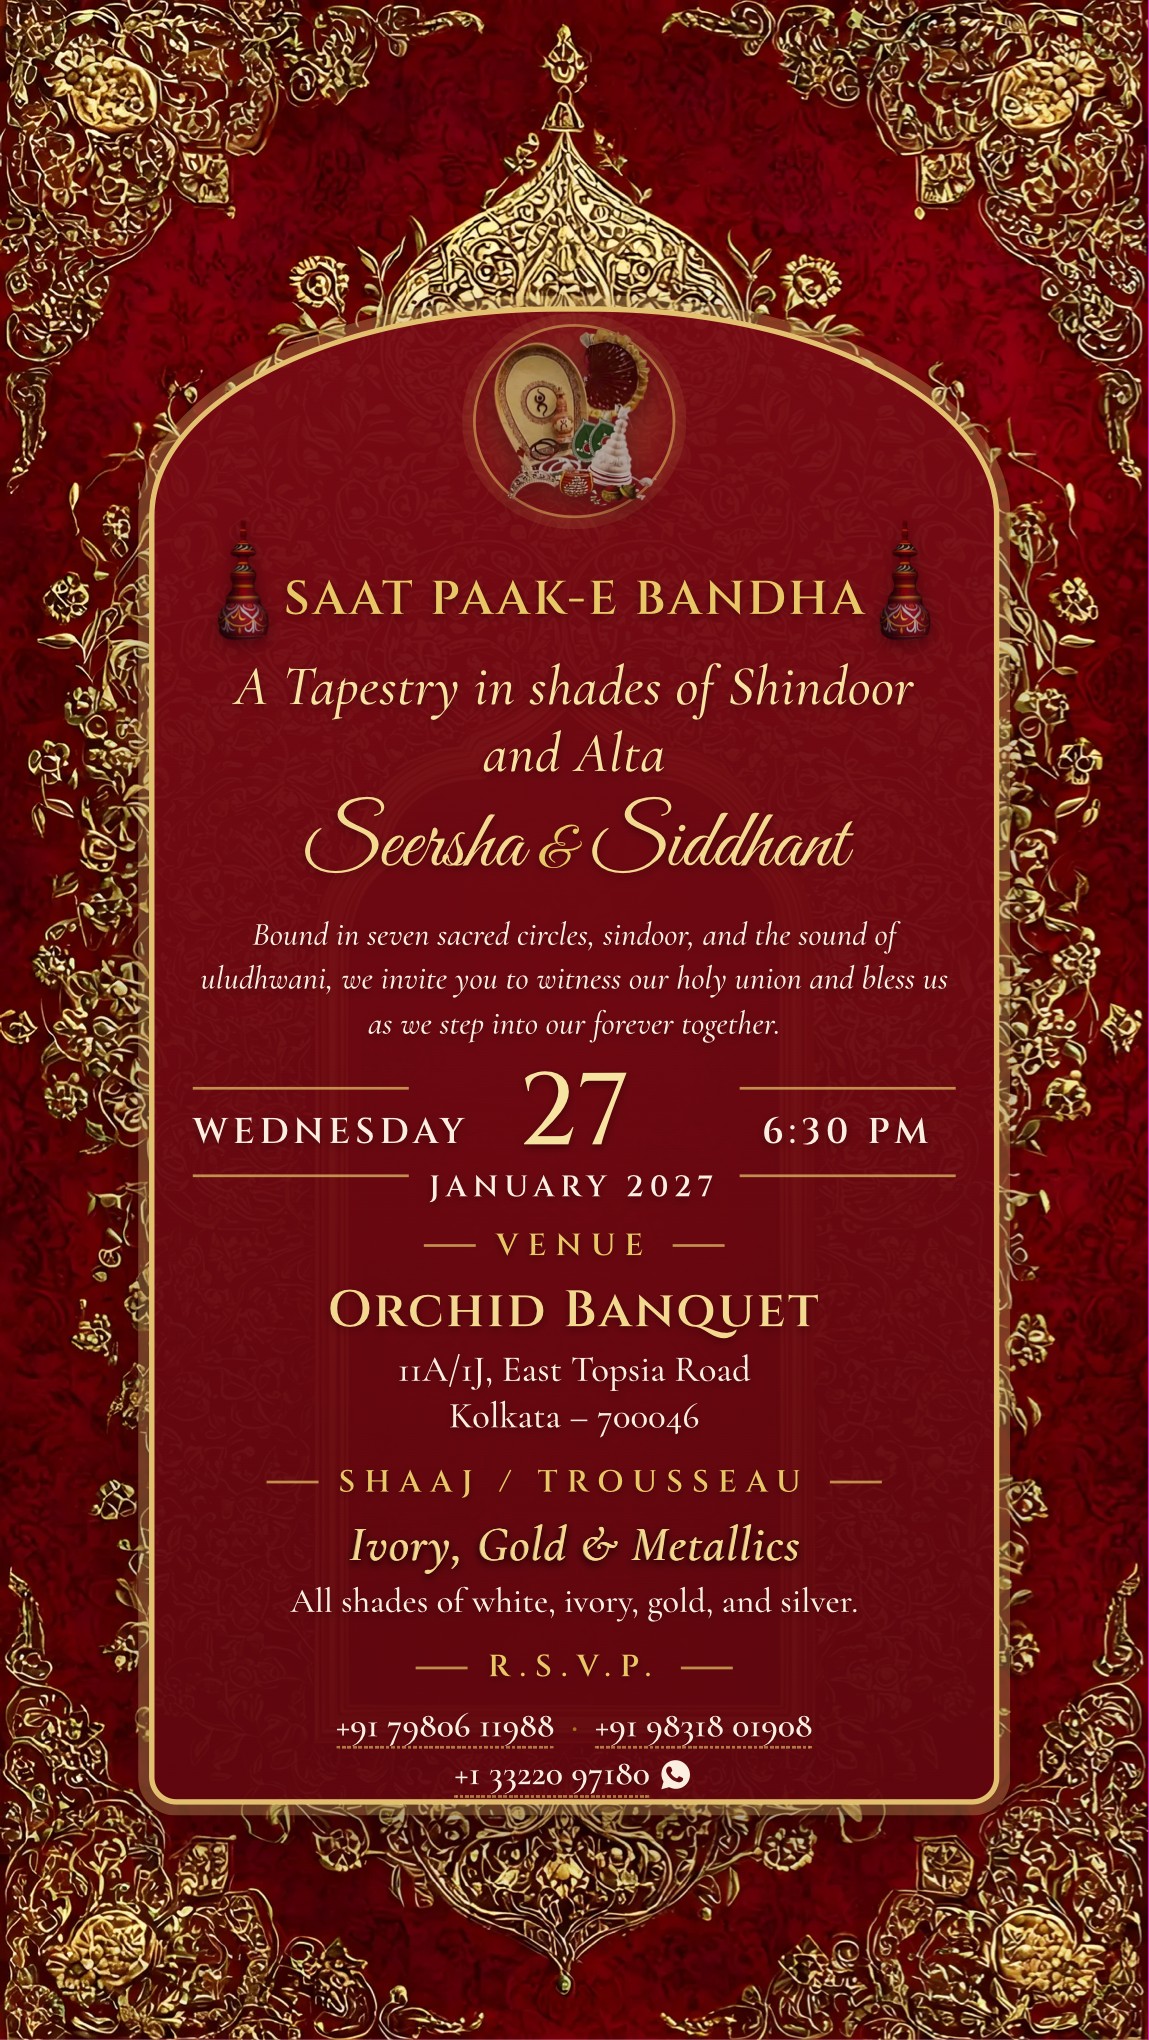 SAAT PAAK-E BANDHA
A Tapestry in shades of Shindoor
and Alta
Seersha & Siddhant
Bound in seven sacred circles, sindoor, and the sound of
uludhwani, we invite you to witness our holy union and bless us
as we step into our forever together.
WEDNESDAY 27 6:30 PM
JANUARY 2027
VENUE
ORCHID BANQUET
11A/1J, East Topsia Road
Kolkata – 700046
SHAAJ / TROUSSEAU
Ivory, Gold & Metallics
All shades of white, ivory, gold, and silver.
R.S.V.P.
+91 79806 11988 · +91 98318 01908
+1 33220 97180